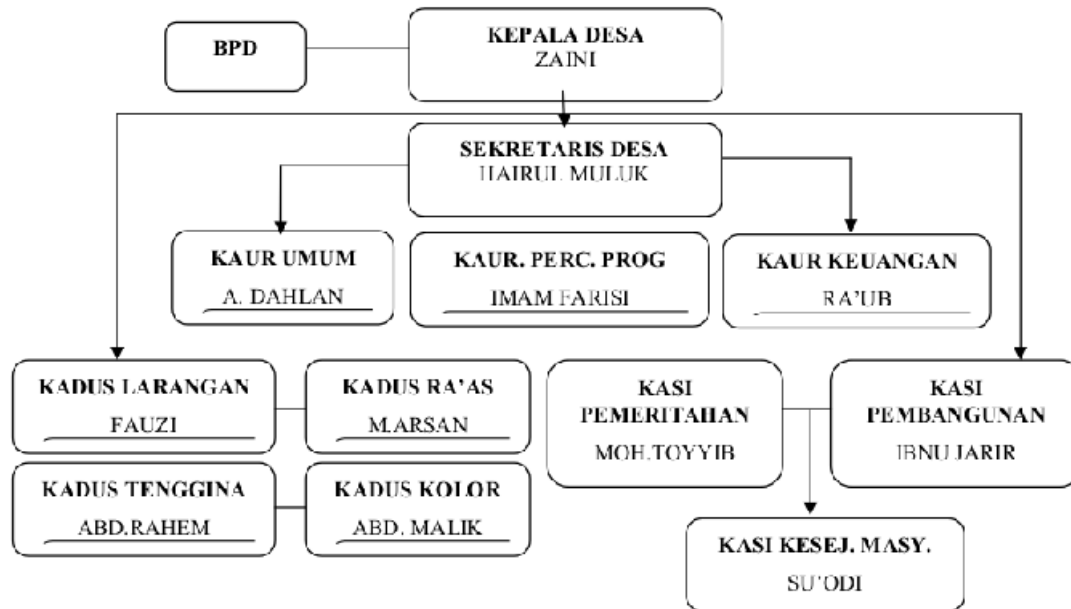 BPD
KEPALA DESA
ZAINI
SEKRETARIS DESA
HAIRUL MULUK
KAUR UMUM
A. DAHLAN
KAUR. PERC. PROG
IMAM FARISI
KAUR KEUANGAN
RA'UB
KADUS LARANGAN
FAUZI
KADUS RA'AS
M.ARSAN
KASI
PEMERITAHAN
MOH.TOYYIB
KASI
PEMBANGUNAN
IBNU JARIR
KADUS TENGGINA
ABD.RAHEM
KADUS KOLOR
ABD. MALIK
KASI KESEJ. MASY.
SU'ODI